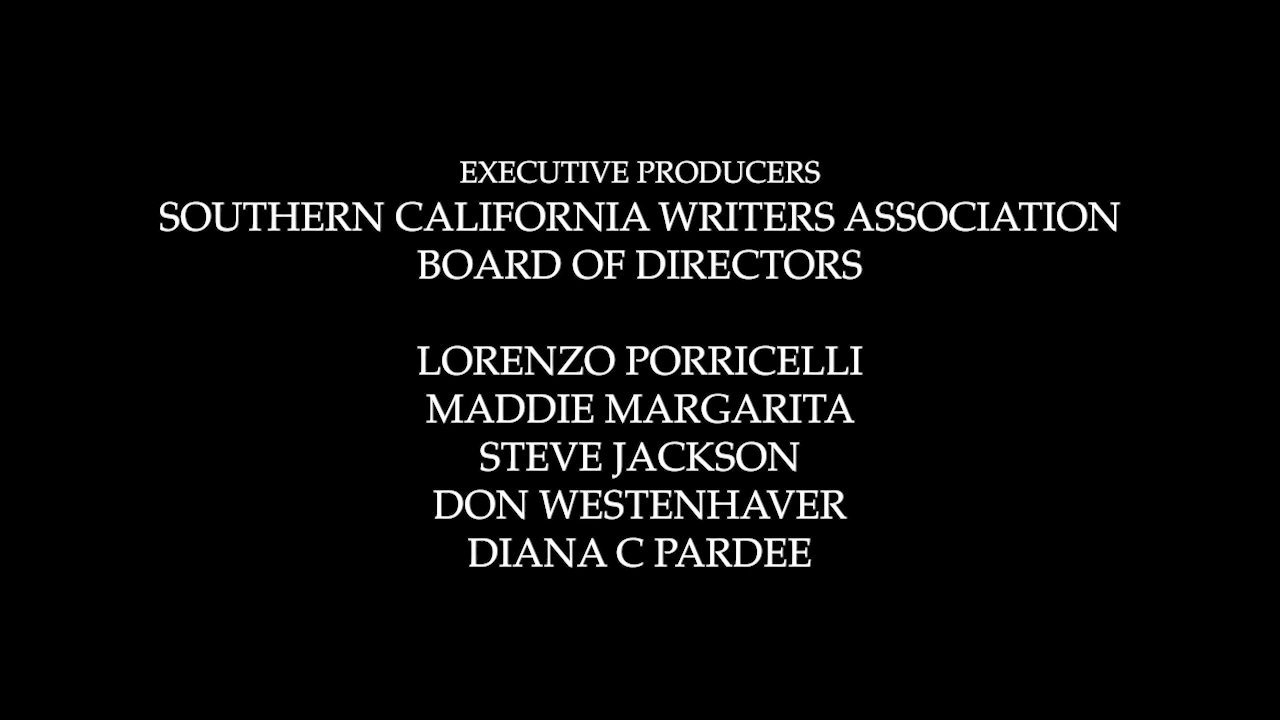 EXECUTIVE PRODUCERS
SOUTHERN CALIFORNIA WRITERS ASSOCIATION
BOARD OF DIRECTORS
LORENZO PORRICELLI
MADDIE MARGARITA
STEVE JACKSON
DON WESTENHAVER
DIANA C PARDEE